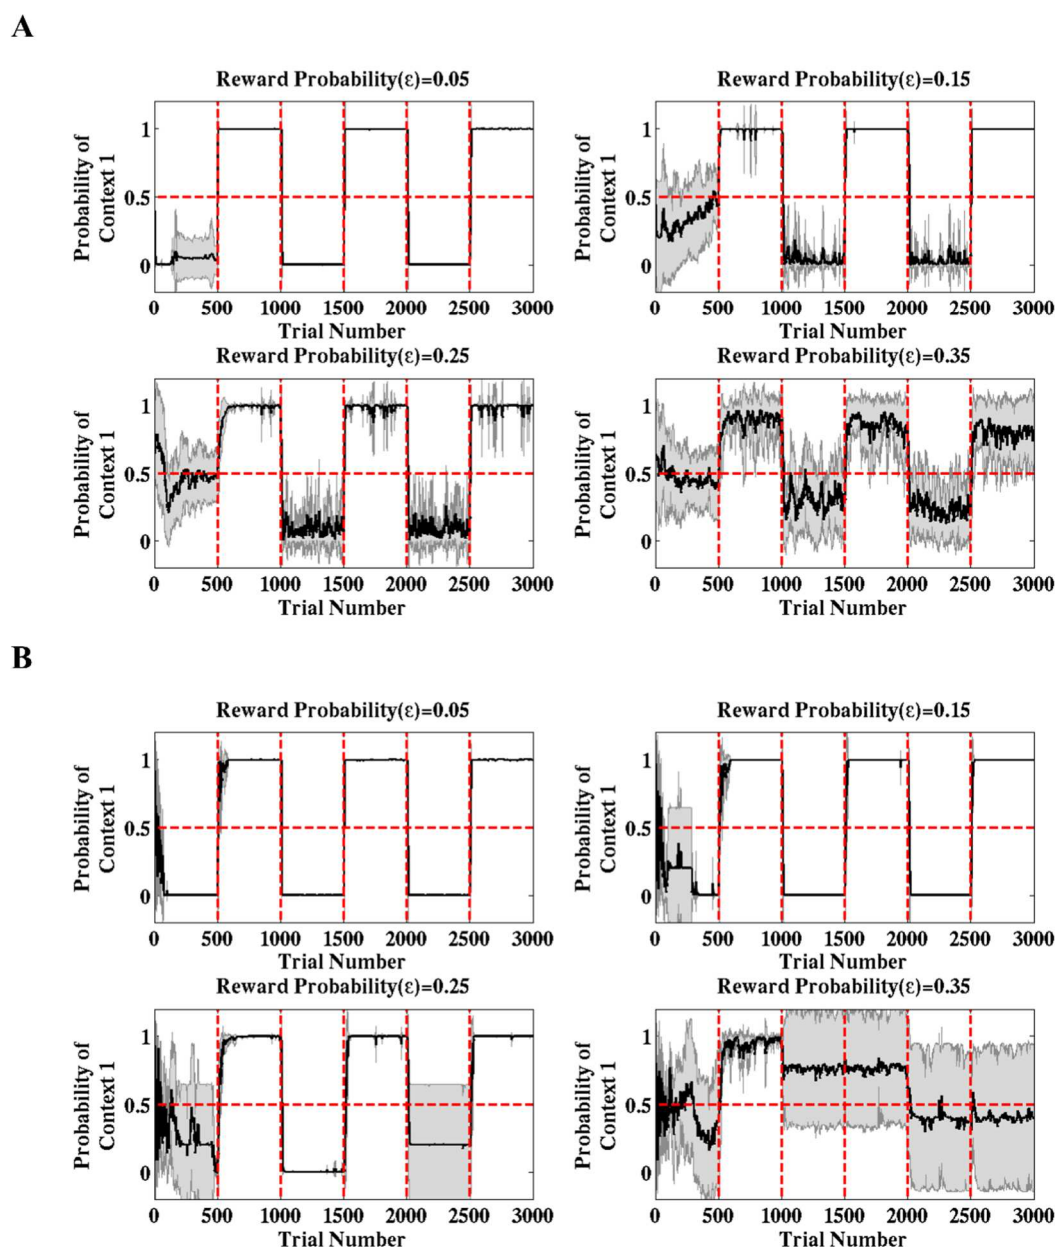 A
Reward Probability(ε)=0.05
Reward Probability(ε)=0.15
Probability of
Context 1
1
0.5
0
0 500 1000 1500 2000 2500 3000
Trial Number
Probability of
Context 1
1
0.5
0
0 500 1000 1500 2000 2500 3000
Trial Number
Reward Probability(ε)=0.25
Reward Probability(ε)=0.35
Probability of
Context 1
1
0.5
0
0 500 1000 1500 2000 2500 3000
Trial Number
Probability of
Context 1
1
0.5
0
0 500 1000 1500 2000 2500 3000
Trial Number
B
Reward Probability(ε)=0.05
Reward Probability(ε)=0.15
Probability of
Context 1
1
0.5
0
0 500 1000 1500 2000 2500 3000
Trial Number
Probability of
Context 1
1
0.5
0
0 500 1000 1500 2000 2500 3000
Trial Number
Reward Probability(ε)=0.25
Reward Probability(ε)=0.35
Probability of
Context 1
1
0.5
0
0 500 1000 1500 2000 2500 3000
Trial Number
Probability of
Context 1
1
0.5
0
0 500 1000 1500 2000 2500 3000
Trial Number